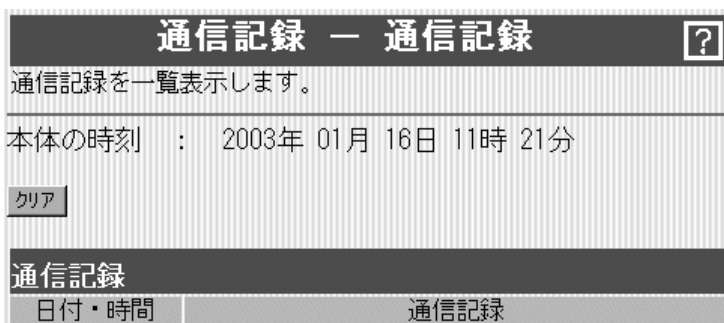 通信記録 － 通信記録 ?
通信記録を一覧表示します。
本体の時刻 ： 2003年 01月 16日 11時 21分
クリア
通信記録
日付・時間 通信記録